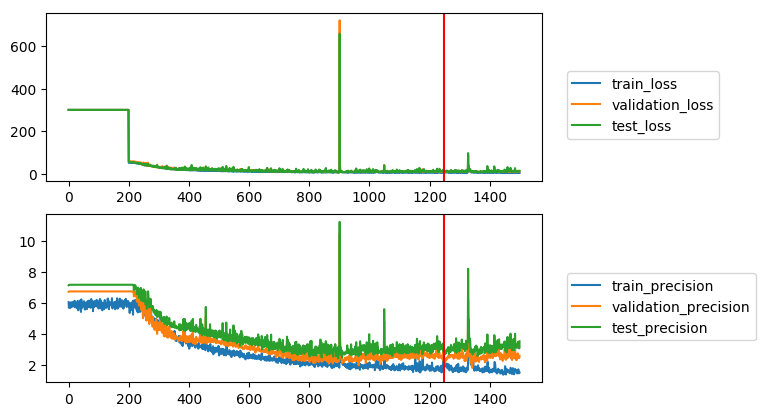 600
400
200
0
0 200 400 600 800 1000 1200 1400
train_loss
validation_loss
test_loss
10
8
6
4
2
0 200 400 600 800 1000 1200 1400
train_precision
validation_precision
test_precision